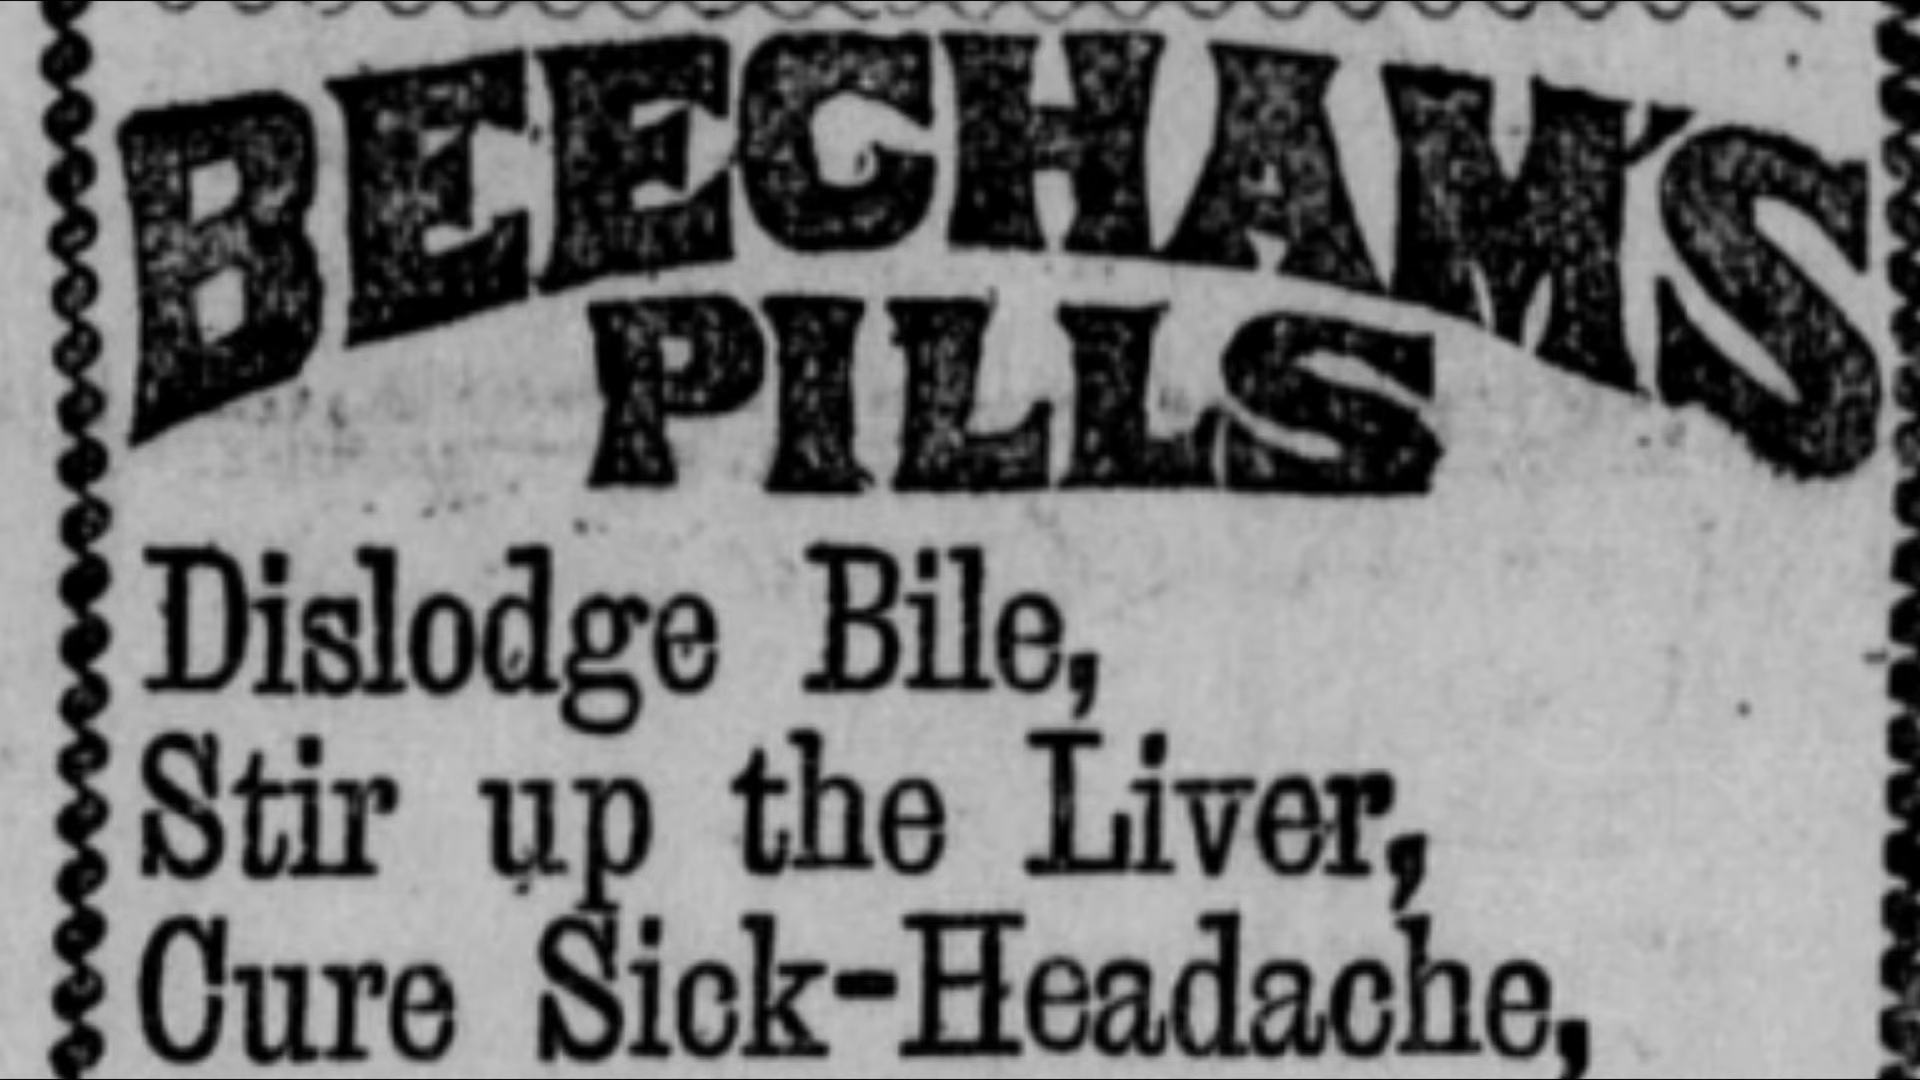 BEECHAM'S
PILLS
Dislodge Bile,
Stir up the Liver,
Cure Sick-Headache,